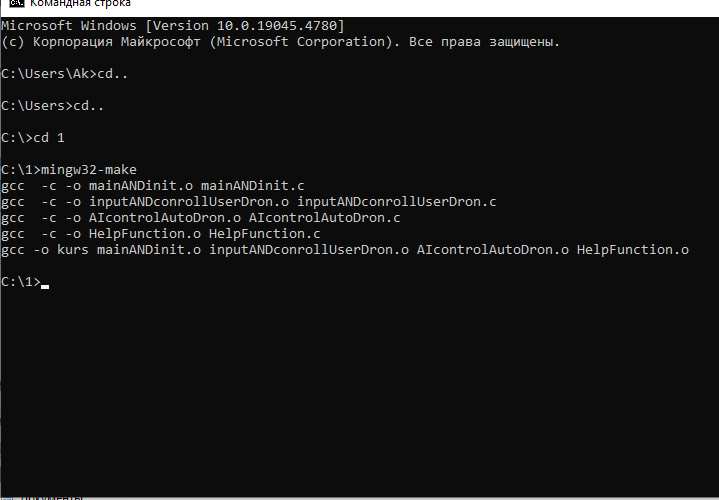 Командная строка
Microsoft Windows [Version 10.0.19045.4780]
(c) Корпорация Майкрософт (Microsoft Corporation). Все права защищены.
C:\Users\Ak>cd..
C:\Users>cd..
C:\>cd 1
C:\1>mingw32-make
gcc  -c -o mainANDinit.o mainANDinit.c
gcc  -c -o inputANDconrollUserDron.o inputANDconrollUserDron.c
gcc  -c -o AIcontrolAutoDron.o AIcontrolAutoDron.c
gcc  -c -o HelpFunction.o HelpFunction.c
gcc -o kurs mainANDinit.o inputANDconrollUserDron.o AIcontrolAutoDron.o HelpFunction.o
C:\1>